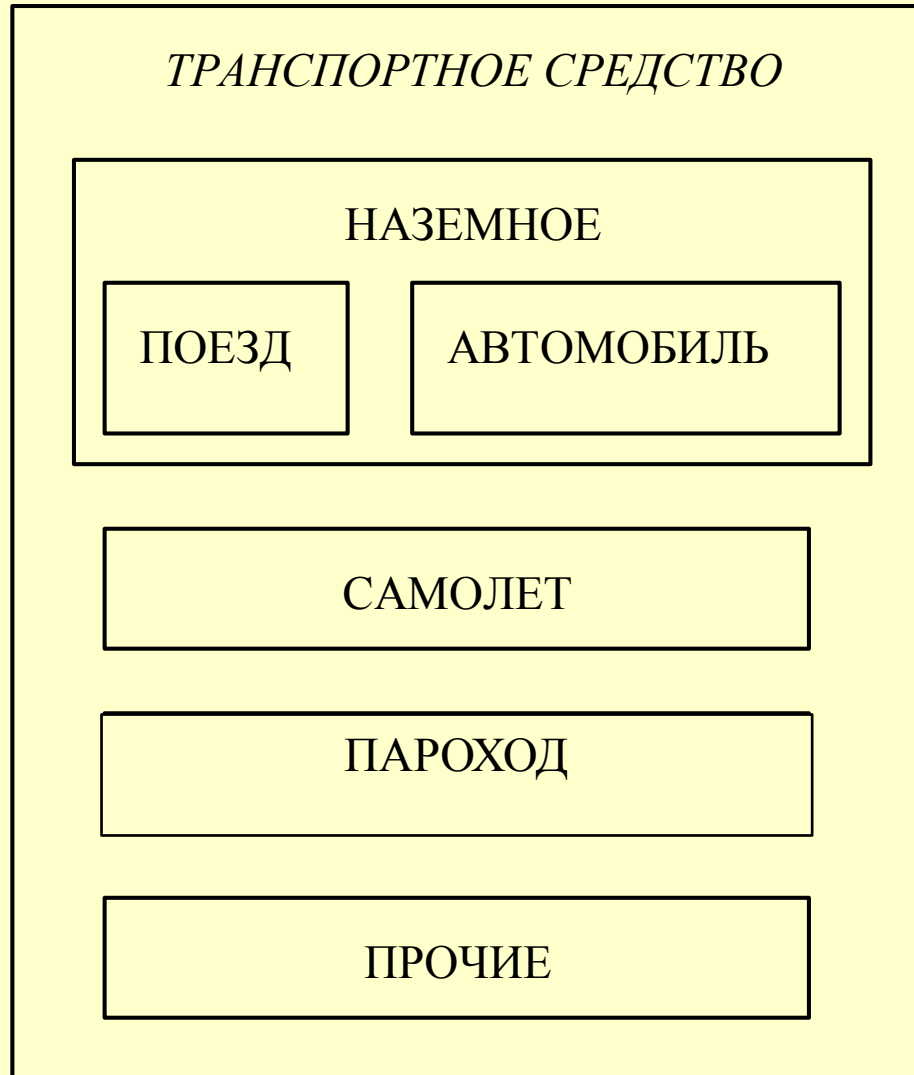 ТРАНСПОРТНОЕ СРЕДСТВО
НАЗЕМНОЕ
ПОЕЗД АВТОМОБИЛЬ
САМОЛЕТ
ПАРОХОД
ПРОЧИЕ